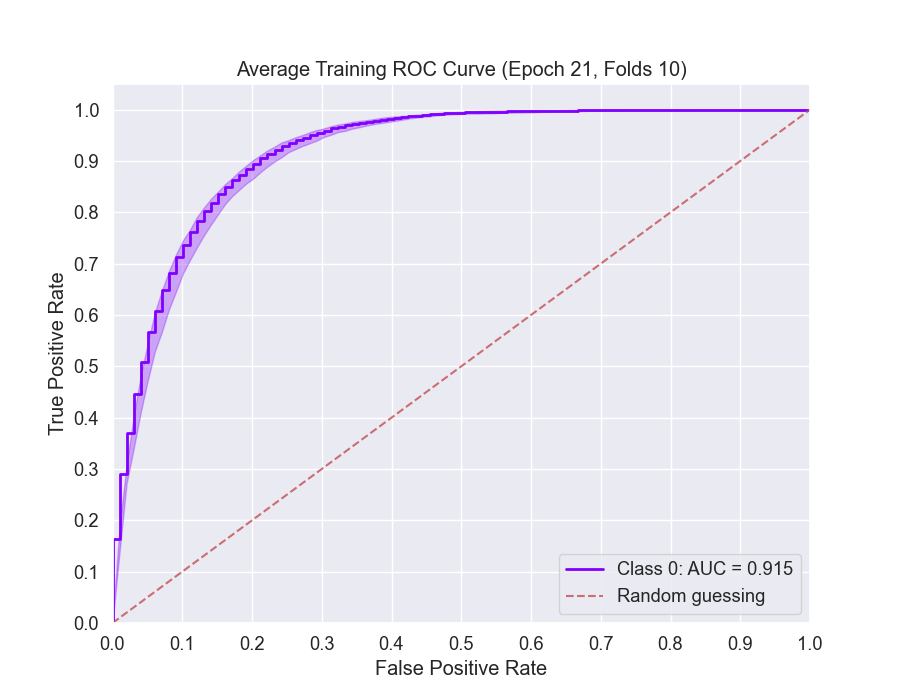 Average Training ROC Curve (Epoch 21, Folds 10)
True Positive Rate
1.0
0.9
0.8
0.7
0.6
0.5
0.4
0.3
0.2
0.1
0.0
Class 0: AUC = 0.915
Random guessing
0.0 0.1 0.2 0.3 0.4 0.5 0.6 0.7 0.8 0.9 1.0
False Positive Rate